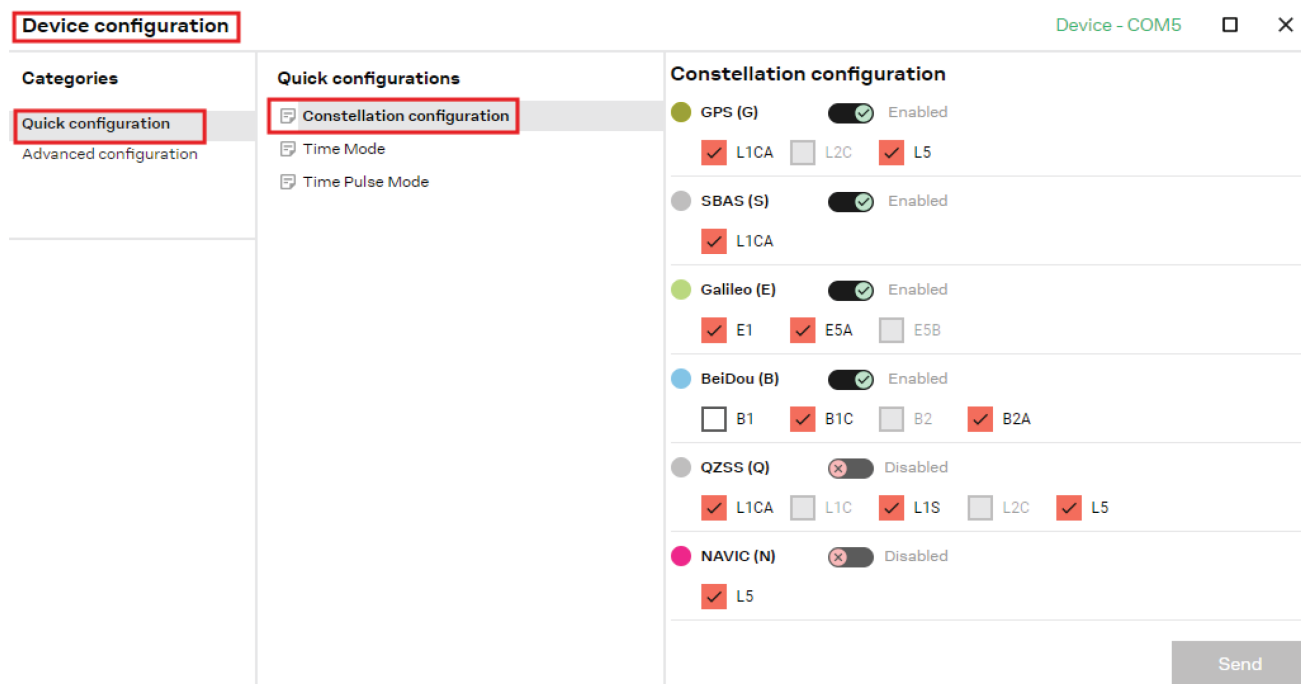 Device configuration
Device - COM5
Categories
Quick configuration
Advanced configuration
Quick configurations
Constellation configuration
Time Mode
Time Pulse Mode
Constellation configuration
GPS (G) Enabled
L1CA L2C L5
SBAS (S) Enabled
L1CA
Galileo (E) Enabled
E1 E5A E5B
BeiDou (B) Enabled
B1 B1C B2 B2A
QZSS (Q) Disabled
L1CA L1C L1S L2C L5
NAVIC (N) Disabled
L5
Send